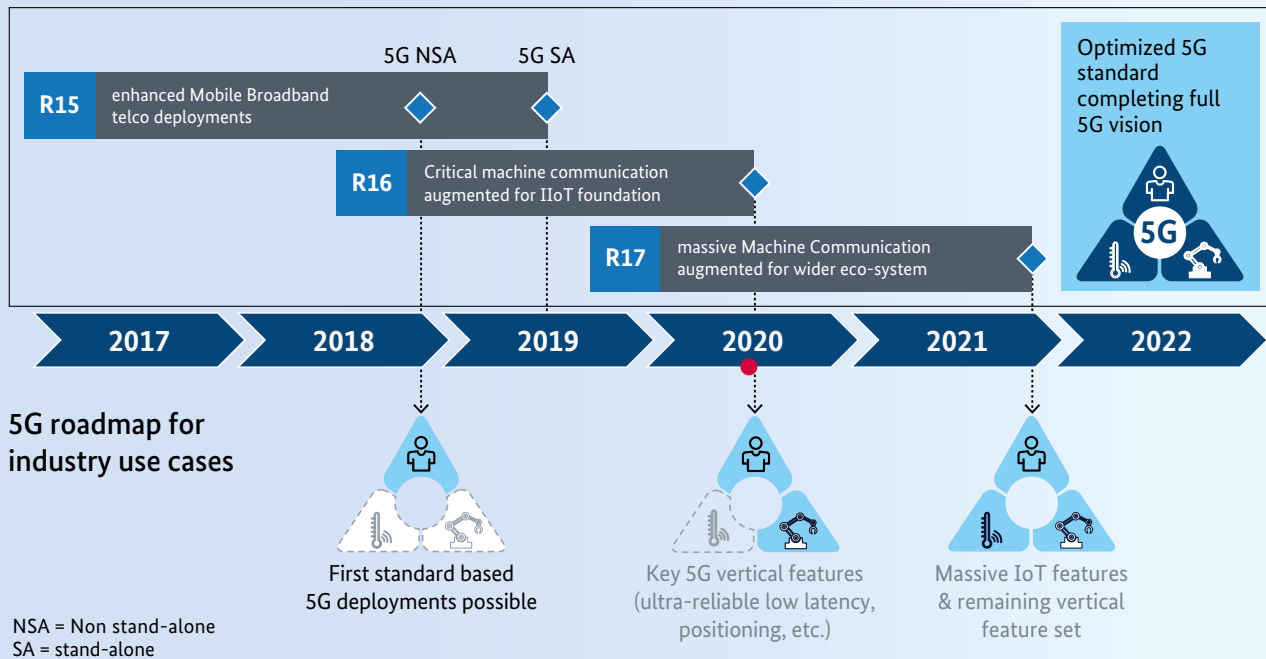 5G NSA
5G SA
R15
enhanced Mobile Broadband
telco deployments
R16
Critical machine communication
augmented for IIoT foundation
R17
massive Machine Communication
augmented for wider eco-system
Optimized 5G
standard
completing full
5G vision
5G
2017
2018
2019
2020
2021
2022
5G roadmap for
industry use cases
First standard based
5G deployments possible
Key 5G vertical features
(ultra-reliable low latency,
positioning, etc.)
Massive IoT features
& remaining vertical
feature set
NSA = Non stand-alone
SA = stand-alone